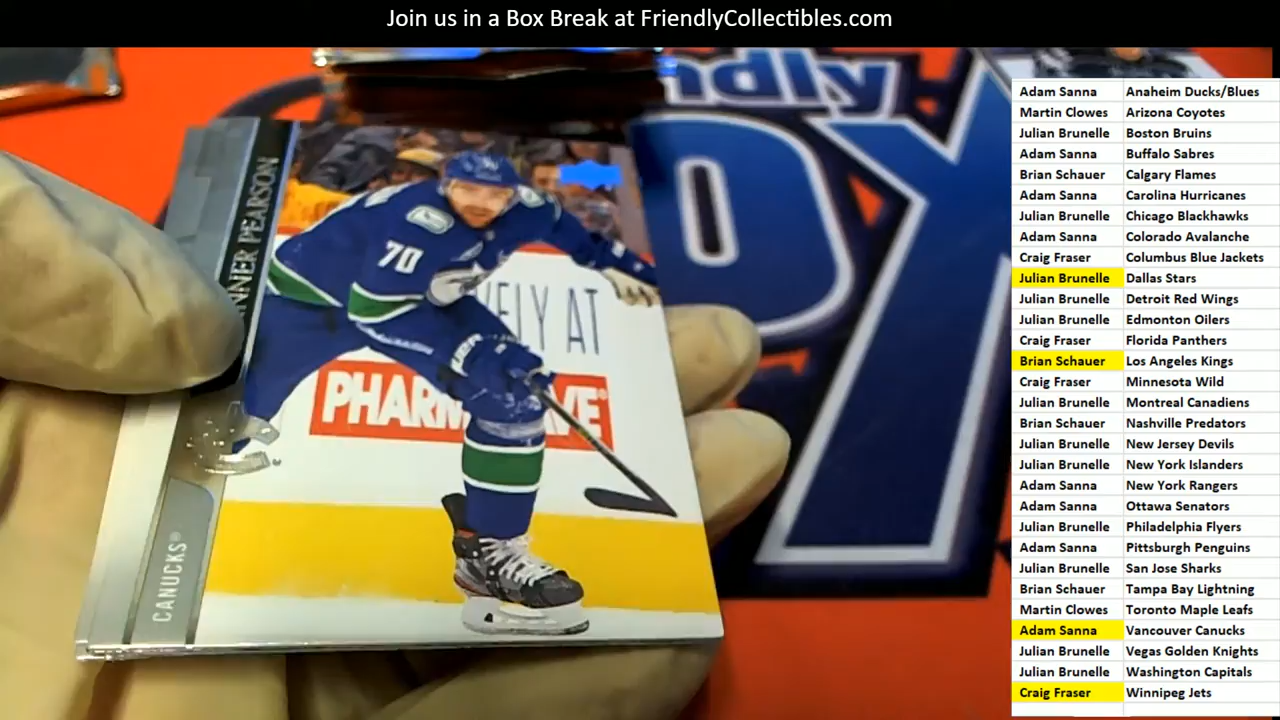 Join us in a Box Break at FriendlyCollectibles.com
ndly
NNER PEARSON
70
ELY AT
PHARM
CANUCKS
Adam Sanna Anaheim Ducks/Blues
Martin Clowes Arizona Coyotes
Julian Brunelle Boston Bruins
Adam Sanna Buffalo Sabres
Brian Schauer Calgary Flames
Adam Sanna Carolina Hurricanes
Julian Brunelle Chicago Blackhawks
Adam Sanna Colorado Avalanche
Craig Fraser Columbus Blue Jackets
Julian Brunelle Dallas Stars
Julian Brunelle Detroit Red Wings
Julian Brunelle Edmonton Oilers
Craig Fraser Florida Panthers
Brian Schauer Los Angeles Kings
Craig Fraser Minnesota Wild
Julian Brunelle Montreal Canadiens
Brian Schauer Nashville Predators
Julian Brunelle New Jersey Devils
Julian Brunelle New York Islanders
Adam Sanna New York Rangers
Adam Sanna Ottawa Senators
Julian Brunelle Philadelphia Flyers
Adam Sanna Pittsburgh Penguins
Julian Brunelle San Jose Sharks
Brian Schauer Tampa Bay Lightning
Martin Clowes Toronto Maple Leafs
Adam Sanna Vancouver Canucks
Julian Brunelle Vegas Golden Knights
Julian Brunelle Washington Capitals
Craig Fraser Winnipeg Jets